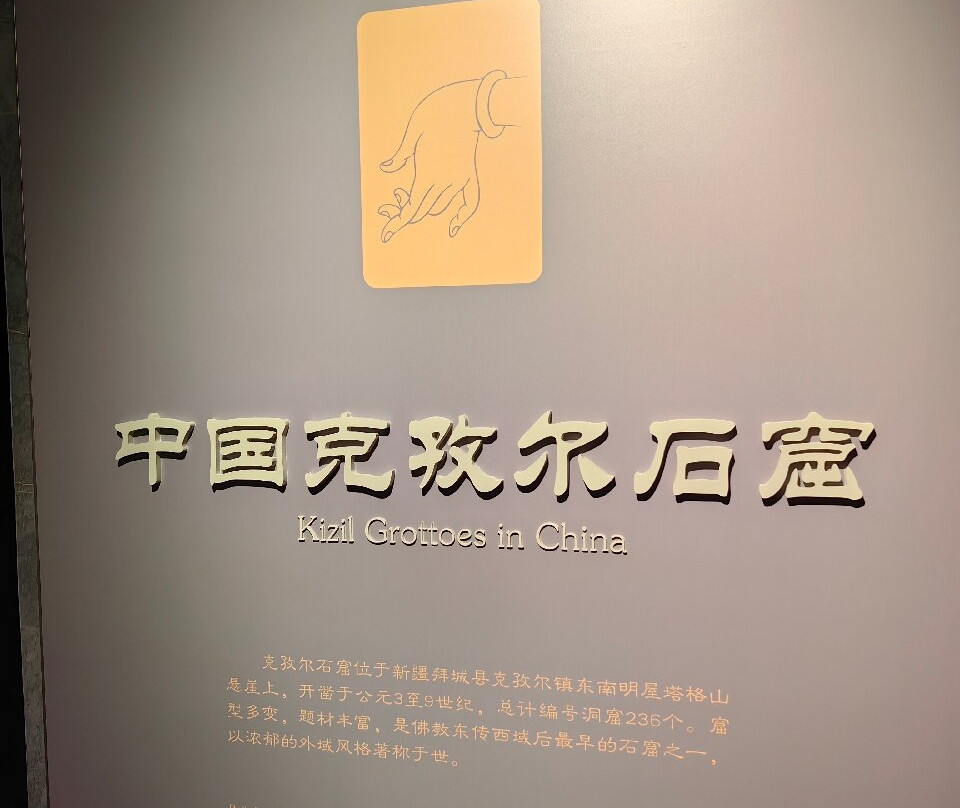 中国克孜尔石窟
Kizil Grottoes in China
克孜尔石窟位于新疆拜城县克孜尔镇东南明屋塔格山
悬崖上，开凿于公元3至9世纪，总计编号洞窟236个。窟
型多变，题材丰富，是佛教东传西域后最早的石窟之一，
以浓郁的外域风格著称于世。